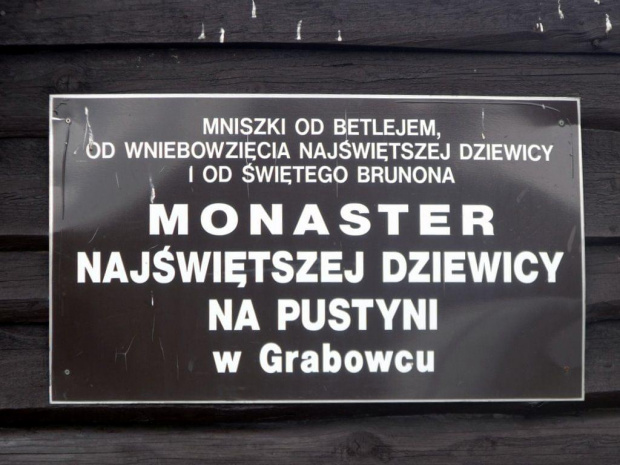 MNISZKI OD BETLEJEM,
OD WNIEBOWZIĘCIA NAJŚWIĘTSZEJ DZIEWICY
I OD ŚWIĘTEGO BRUNONA
MONASTER
NAJŚWIĘTSZEJ DZIEWICY
NA PUSTYNI
w Grabowcu